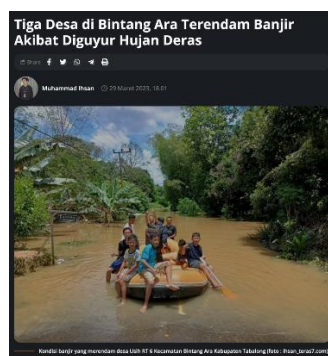 Tiga Desa di Bintang Ara Terendam Banjir
Akibat Diguyur Hujan Deras
Share
Muhammad Ihsan 29 Maret 2023, 18.01
Kondisi banjir yang merendam desa Usih RT 6 Kecamatan Bintang Ara Kabupaten Tabalong (foto : Ihsan_teras7.com)